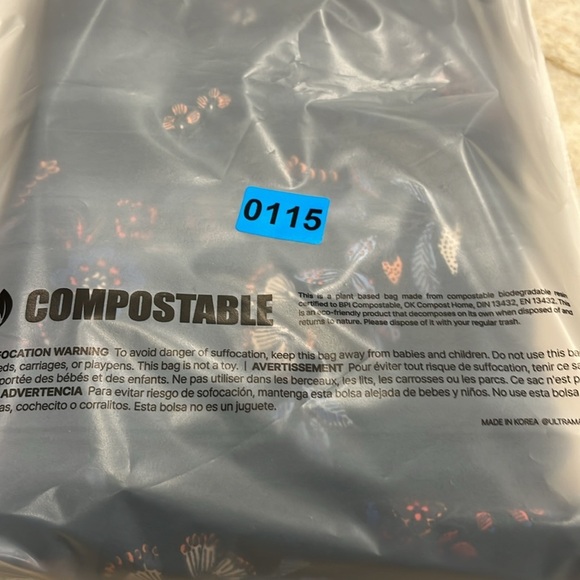 0115
COMPOSTABLE
This is a plant based bag made from compostable biodegradable resin
certified to BPI Compostable, OK Compost Home, DIN 13432, EN 13432. This
is an eco-friendly product that decomposes on its own when disposed of and
returns to nature. Please dispose of it with your regular trash.
FOCATION WARNING To avoid danger of suffocation, keep this bag away from babies and children. Do not use this ba
eds, carriages, or playpens. This bag is not a toy. | AVERTISSEMENT Pour éviter tout risque de suffocation, tenir ce sa
portée des bébés et des enfants. Ne pas utiliser dans les berceaux, les lits, les carrosses ou les parcs. Ce sac n'est p
ADVERTENCIA Para evitar riesgo de sofocación, mantenga esta bolsa alejada de bebes y niños. No use esta bolsa
as, cochecito o corralitos. Esta bolsa no es un juguete.
MADE IN KOREA @ULTRAMA